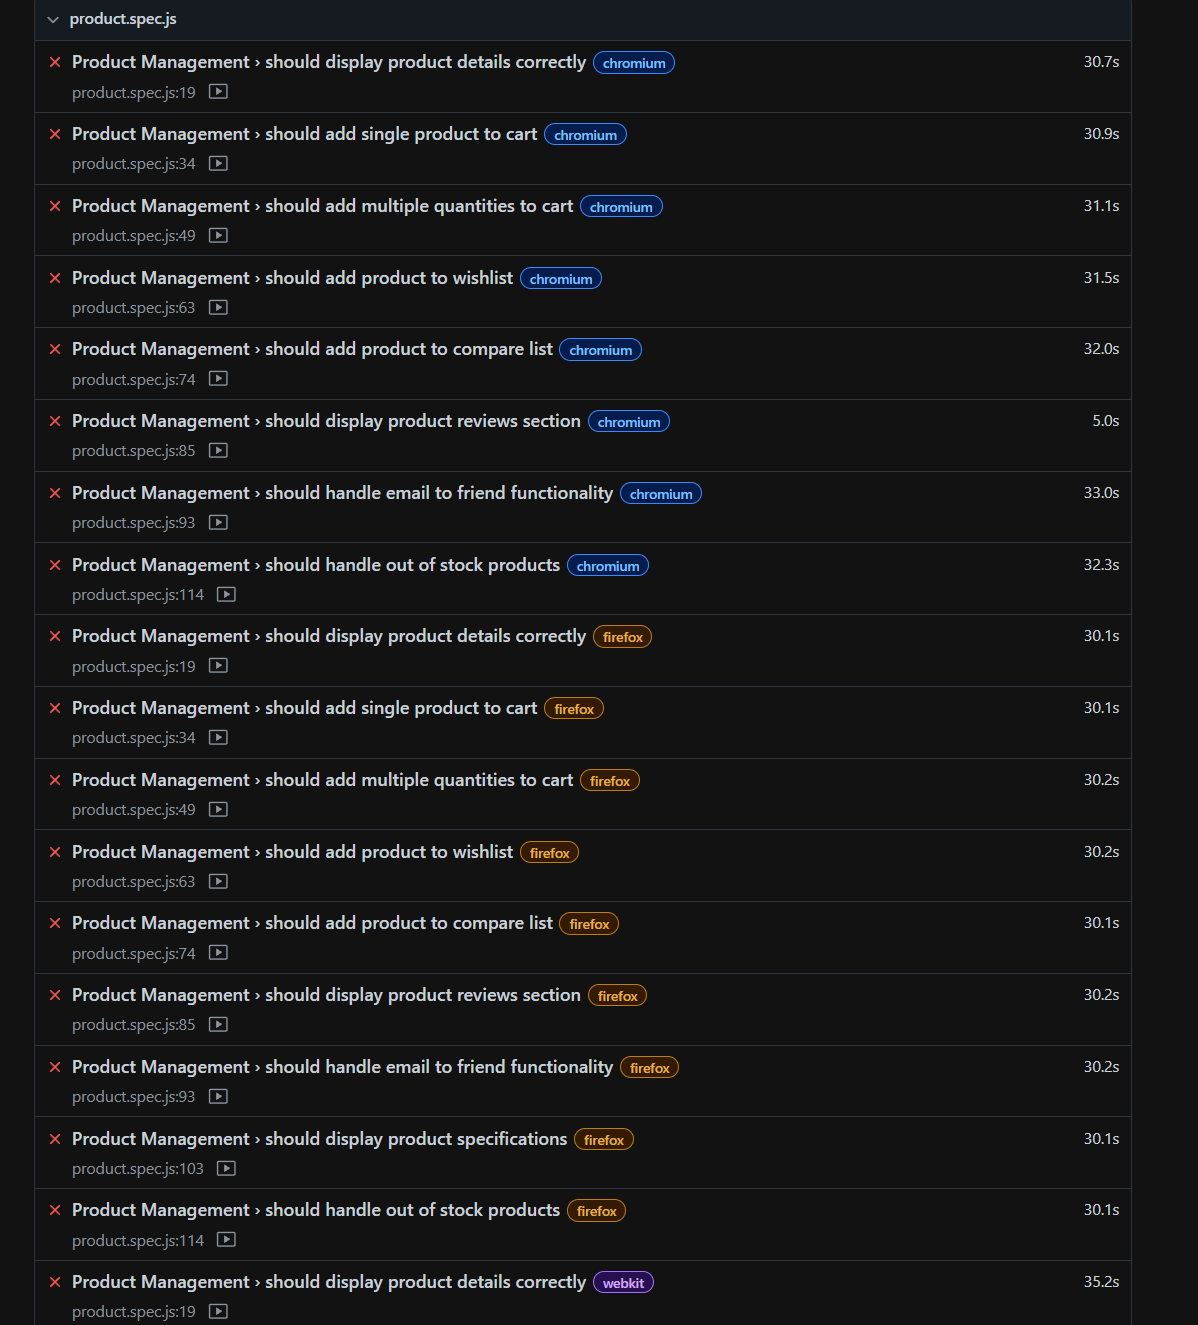 product.spec.js
Product Management › should display product details correctly chromium 30.7s
product.spec.js:19
Product Management › should add single product to cart chromium 30.9s
product.spec.js:34
Product Management › should add multiple quantities to cart chromium 31.1s
product.spec.js:49
Product Management › should add product to wishlist chromium 31.5s
product.spec.js:63
Product Management › should add product to compare list chromium 32.0s
product.spec.js:74
Product Management › should display product reviews section chromium 5.0s
product.spec.js:85
Product Management › should handle email to friend functionality chromium 33.0s
product.spec.js:93
Product Management › should handle out of stock products chromium 32.3s
product.spec.js:114
Product Management › should display product details correctly firefox 30.1s
product.spec.js:19
Product Management › should add single product to cart firefox 30.1s
product.spec.js:34
Product Management › should add multiple quantities to cart firefox 30.2s
product.spec.js:49
Product Management › should add product to wishlist firefox 30.2s
product.spec.js:63
Product Management › should add product to compare list firefox 30.1s
product.spec.js:74
Product Management › should display product reviews section firefox 30.2s
product.spec.js:85
Product Management › should handle email to friend functionality firefox 30.2s
product.spec.js:93
Product Management › should display product specifications firefox 30.1s
product.spec.js:103
Product Management › should handle out of stock products firefox 30.1s
product.spec.js:114
Product Management › should display product details correctly webkit 35.2s
product.spec.js:19